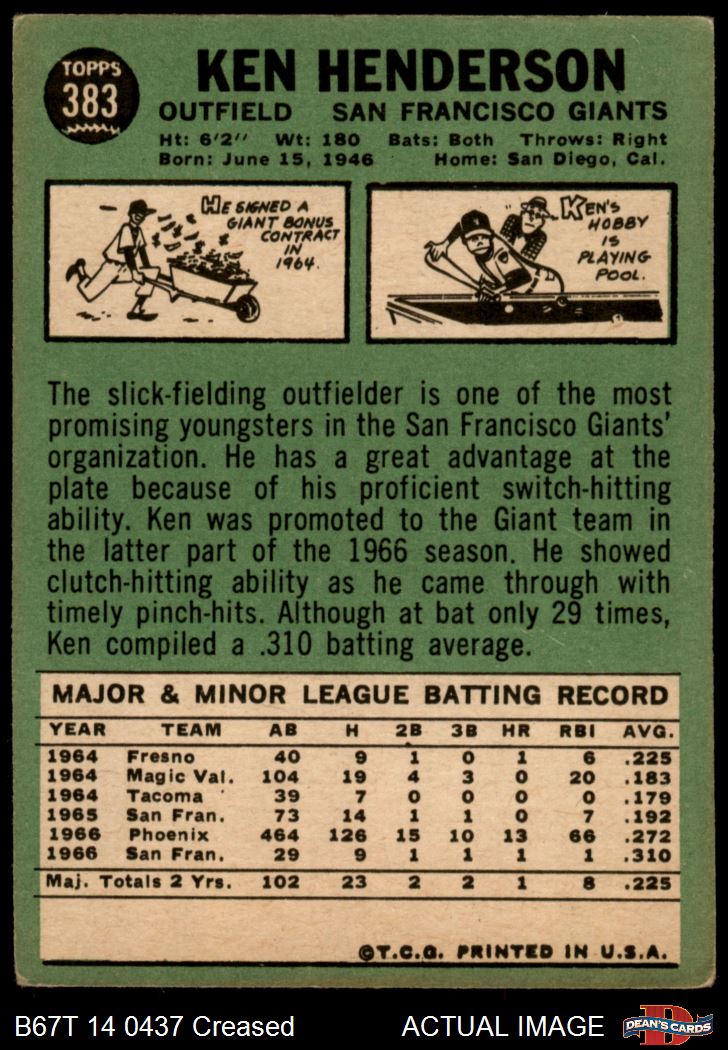 TOPPS
383
KEN HENDERSON
OUTFIELD SAN FRANCISCO GIANTS
Ht: 6'2" Wt: 180 Bats: Both Throws: Right
Born: June 15, 1946 Home: San Diego, Cal.
HE SIGNED A
GIANT BONUS
CONTRACT
IN
1964.
KEN'S
HOBBY
IS
PLAYING
POOL.
The slick-fielding outfielder is one of the most
promising youngsters in the San Francisco Giants'
organization. He has a great advantage at the
plate because of his proficient switch-hitting
ability. Ken was promoted to the Giant team in
the latter part of the 1966 season. He showed
clutch-hitting ability as he came through with
timely pinch-hits. Although at bat only 29 times,
Ken compiled a .310 batting average.
MAJOR & MINOR LEAGUE BATTING RECORD
YEAR TEAM AB H 2B 3B HR RBI AVG.
1964 Fresno 40 9 1 0 1 6 .225
1964 Magic Val. 104 19 4 3 0 20 .183
1964 Tacoma 39 7 0 0 0 0 .179
1965 San Fran. 73 14 1 1 0 7 .192
1966 Phoenix 464 126 15 10 13 66 .272
1966 San Fran. 29 9 1 1 1 1 .310
Maj. Totals 2 Yrs. 102 23 2 2 1 8 .225
©T.C.G. PRINTED IN U.S.A.
B67T 14 0437 Creased ACTUAL IMAGE
D
DEAN'S CARDS